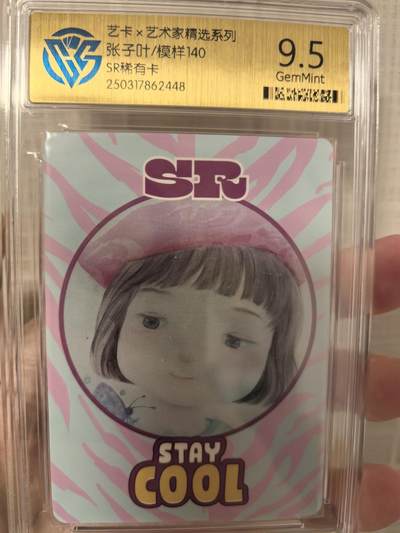 艺卡×艺术家精选系列
张子叶/模样140
SR稀有卡
250317862448
9.5
GemMint
SR
STAY
COOL